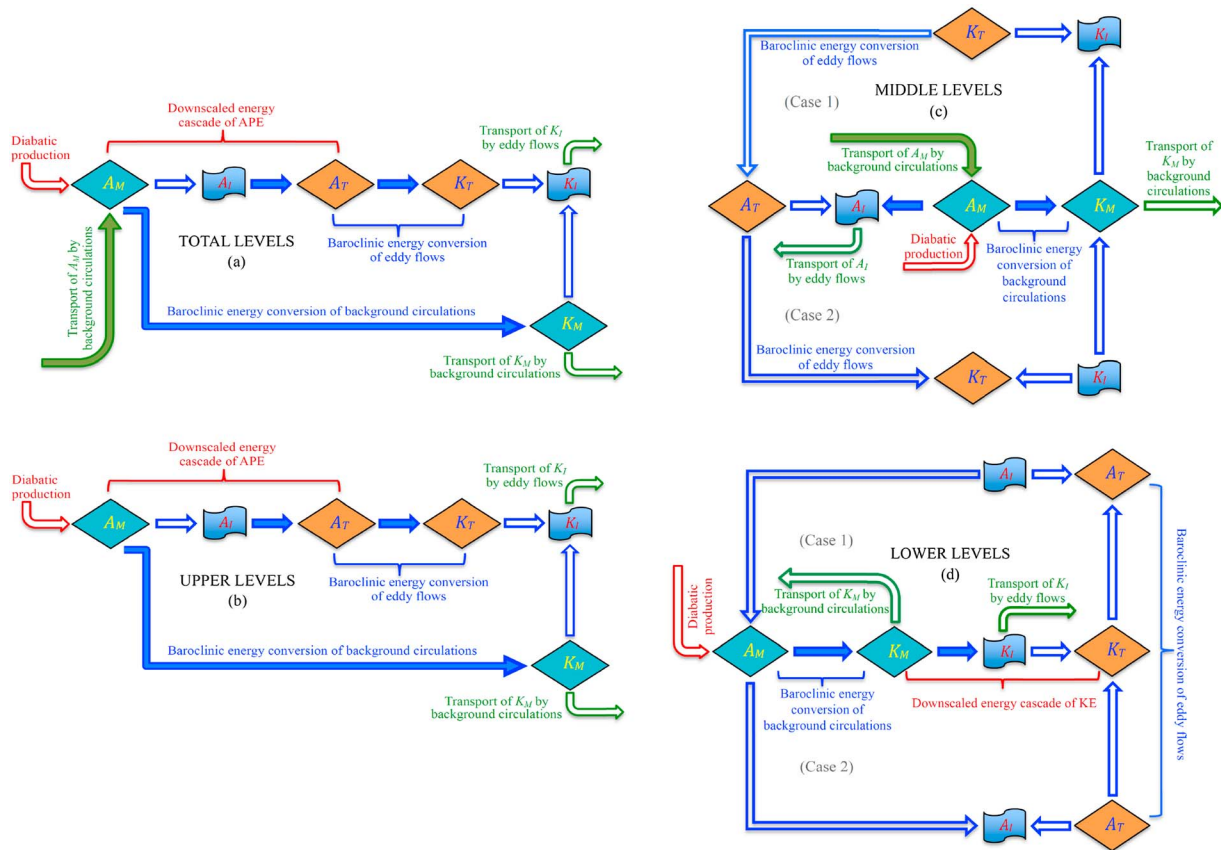 Downscaled energy
cascade of APE
Diabatic
production
Transport of K_I
by eddy flows
A_M
A_I
A_T
K_T
K_I
TOTAL LEVELS
(a)
Baroclinic energy conversion
of eddy flows
Transport of A_M by
background circulations
Baroclinic energy conversion of background circulations
K_M
Transport of K_M by
background circulations
Downscaled energy
cascade of APE
Diabatic
production
Transport of K_I
by eddy flows
A_M
A_I
A_T
K_T
K_I
UPPER LEVELS
(b)
Baroclinic energy conversion
of eddy flows
Baroclinic energy conversion of background circulations
K_M
Transport of K_M by
background circulations
K_T
K_I
Baroclinic energy conversion
of eddy flows
(Case 1)
MIDDLE LEVELS
(c)
Transport of A_M by
background circulations
Transport of
K_M by
background
circulations
A_T
A_I
A_M
K_M
Diabatic
production
Baroclinic energy
conversion of
background
circulations
Transport of A_I
by eddy flows
(Case 2)
Baroclinic energy conversion
of eddy flows
K_T
K_I
A_I
A_T
(Case 1)
LOWER LEVELS
(d)
Diabatic
production
Transport of K_M by
background circulations
Transport of K_I
by eddy flows
A_M
K_M
K_I
K_T
Baroclinic energy
conversion of
background circulations
Downscaled energy cascade of KE
Baroclinic energy conversion of eddy flows
(Case 2)
A_I
A_T